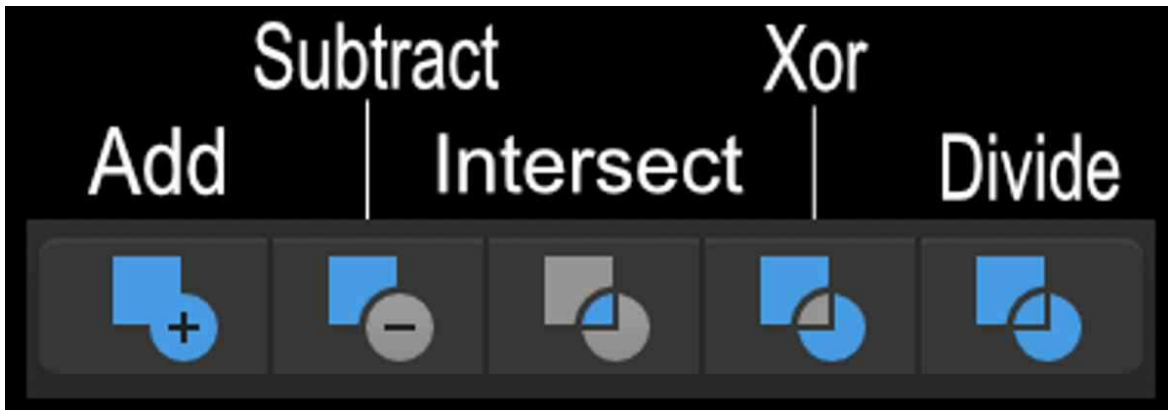 Subtract
Xor
Add
Intersect
Divide